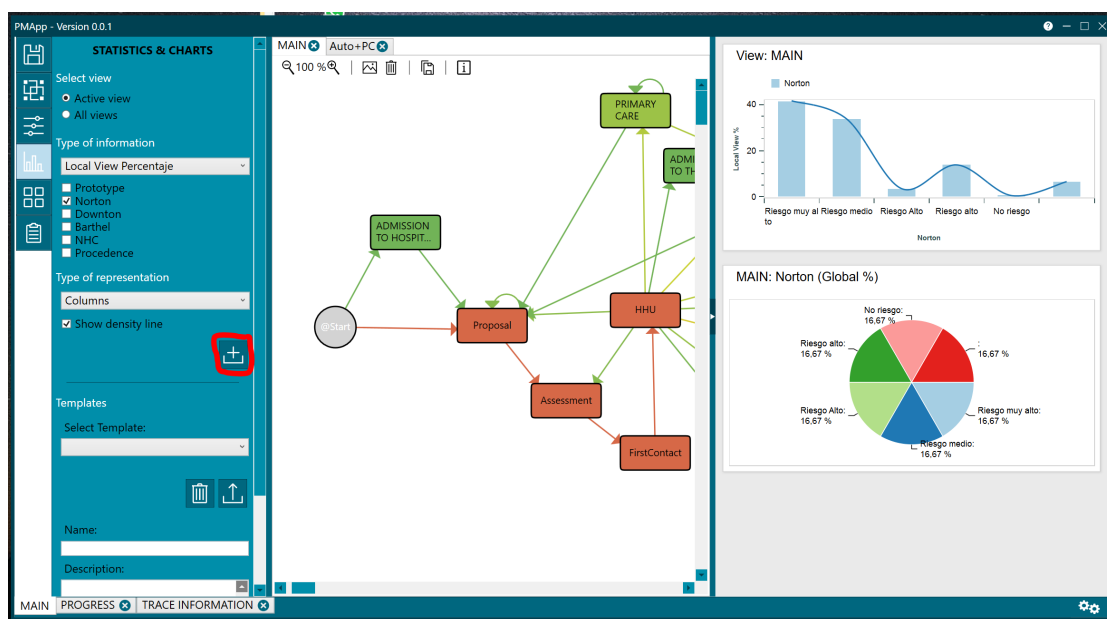 PMApp - Version 0.0.1
STATISTICS & CHARTS
Select view
Active view
All views
Type of information
Local View Percentaje
Prototype
Norton
Downton
Barthel
NHC
Procedence
Type of representation
Columns
Show density line
Templates
Select Template:
Name:
Description:
MAIN
Auto+PC
100 %
PRIMARY
CARE
ADMI
TO TH
ADMISSION
TO HOSPIT...
@Start
Proposal
HHU
Assessment
FirstContact
View: MAIN
Norton
Local View %
40
20
0
Riesgo muy al
to
Riesgo medio
Riesgo Alto
Riesgo alto
No riesgo
Norton
MAIN: Norton (Global %)
No riesgo:
16,67 %
:
16,67 %
Riesgo alto:
16,67 %
Riesgo muy alto:
16,67 %
Riesgo Alto:
16,67 %
Riesgo medio:
16,67 %
MAIN
PROGRESS
TRACE INFORMATION